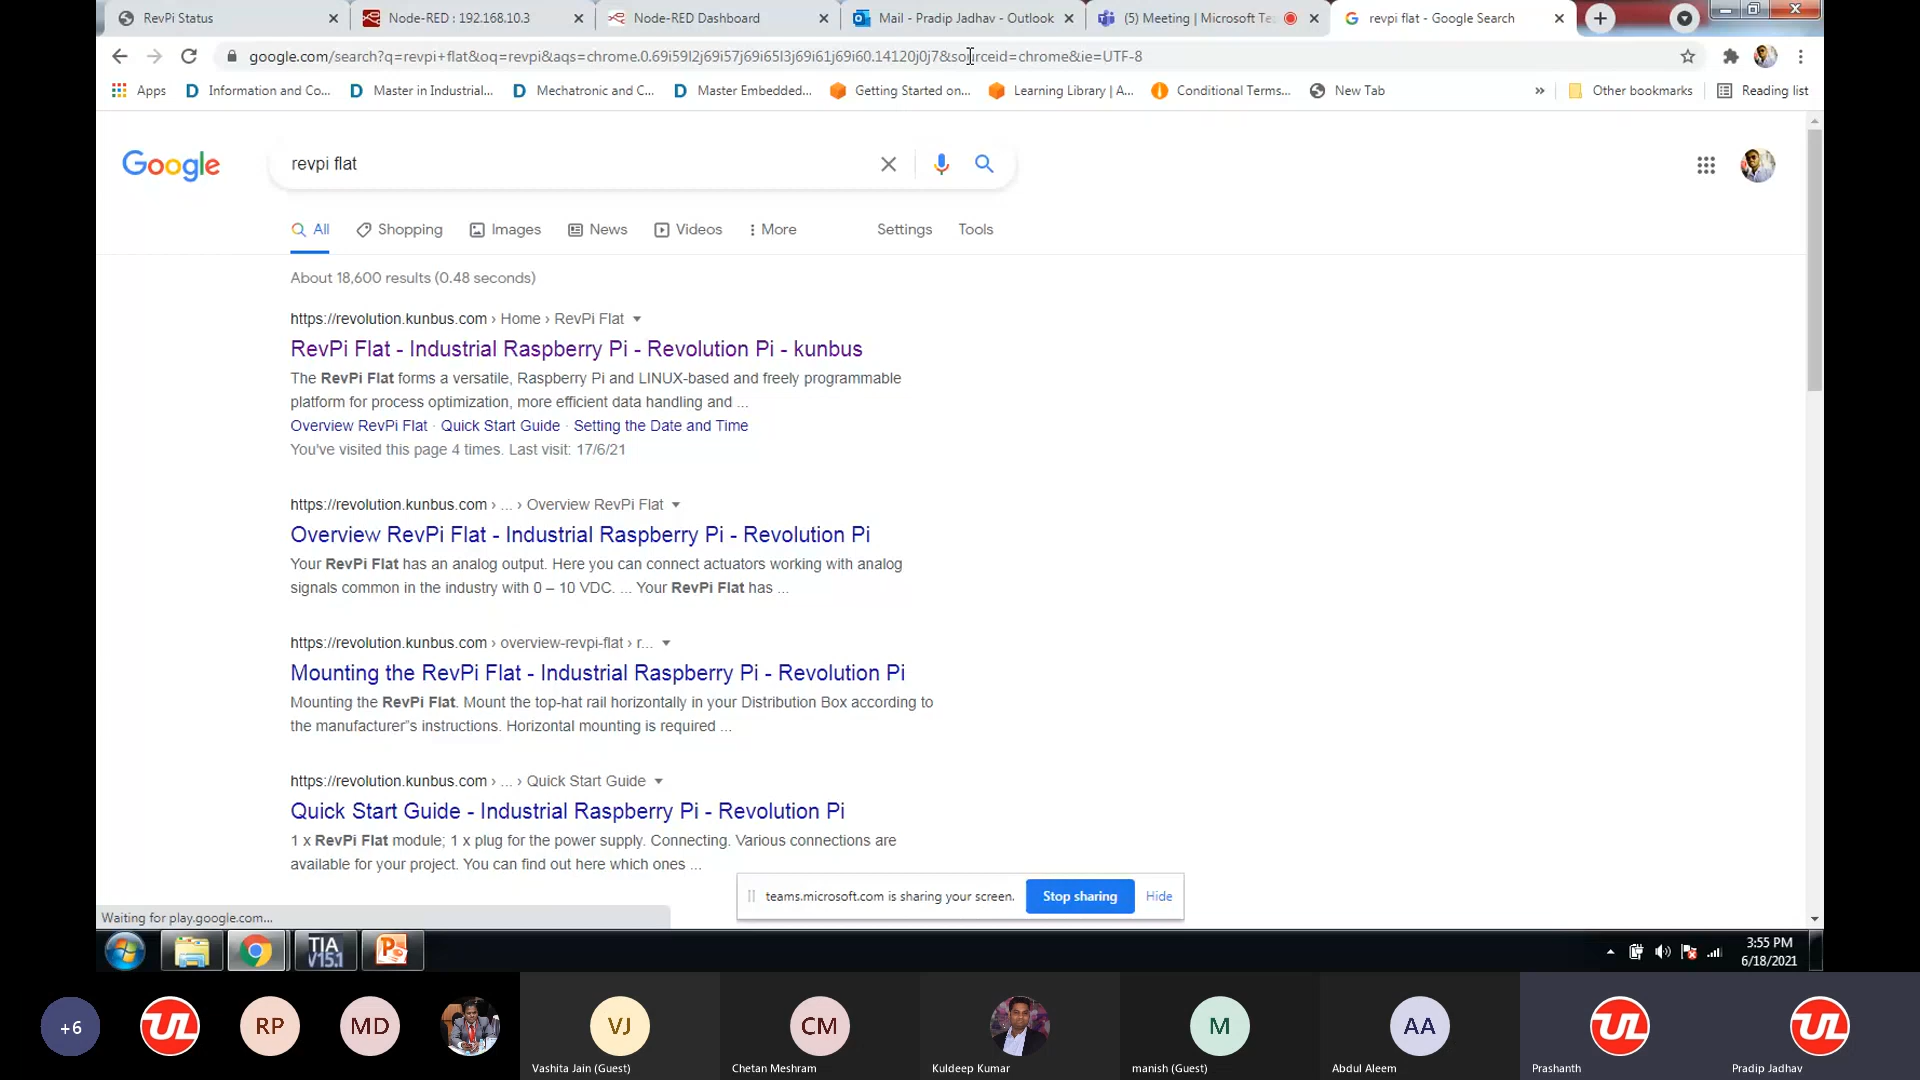 RevPi Status
Node-RED : 192.168.10.3
Node-RED Dashboard
Mail - Pradip Jadhav - Outlook
(5) Meeting | Microsoft Te
revpi flat - Google Search
google.com/search?q=revpi+flat&oq=revpi&aqs=chrome.0.69i59l2j69i57j69i65l3j69i61j69i60.14120j0j7&sourceid=chrome&ie=UTF-8
Apps
Information and Co...
Master in Industrial...
Mechatronic and C...
Master Embedded...
Getting Started on...
Learning Library | A...
Conditional Terms...
New Tab
»
Other bookmarks
Reading list
Google
revpi flat
All
Shopping
Images
News
Videos
More
Settings
Tools
About 18,600 results (0.48 seconds)
https://revolution.kunbus.com › Home › RevPi Flat
RevPi Flat - Industrial Raspberry Pi - Revolution Pi - kunbus
The RevPi Flat forms a versatile, Raspberry Pi and LINUX-based and freely programmable
platform for process optimization, more efficient data handling and ...
Overview RevPi Flat · Quick Start Guide · Setting the Date and Time
You've visited this page 4 times. Last visit: 17/6/21
https://revolution.kunbus.com › ... › Overview RevPi Flat
Overview RevPi Flat - Industrial Raspberry Pi - Revolution Pi
Your RevPi Flat has an analog output. Here you can connect actuators working with analog
signals common in the industry with 0 – 10 VDC. ... Your RevPi Flat has ...
https://revolution.kunbus.com › overview-revpi-flat › r...
Mounting the RevPi Flat - Industrial Raspberry Pi - Revolution Pi
Mounting the RevPi Flat. Mount the top-hat rail horizontally in your Distribution Box according to
the manufacturer"s instructions. Horizontal mounting is required ...
https://revolution.kunbus.com › ... › Quick Start Guide
Quick Start Guide - Industrial Raspberry Pi - Revolution Pi
1 x RevPi Flat module; 1 x plug for the power supply. Connecting. Various connections are
available for your project. You can find out here which ones ...
teams.microsoft.com is sharing your screen.
Stop sharing
Hide
Waiting for play.google.com...
TIA
V15.1
3:55 PM
6/18/2021
+6
UL
RP
MD
VJ
CM
M
AA
UL
UL
Vashita Jain (Guest)
Chetan Meshram
Kuldeep Kumar
manish (Guest)
Abdul Aleem
Prashanth
Pradip Jadhav